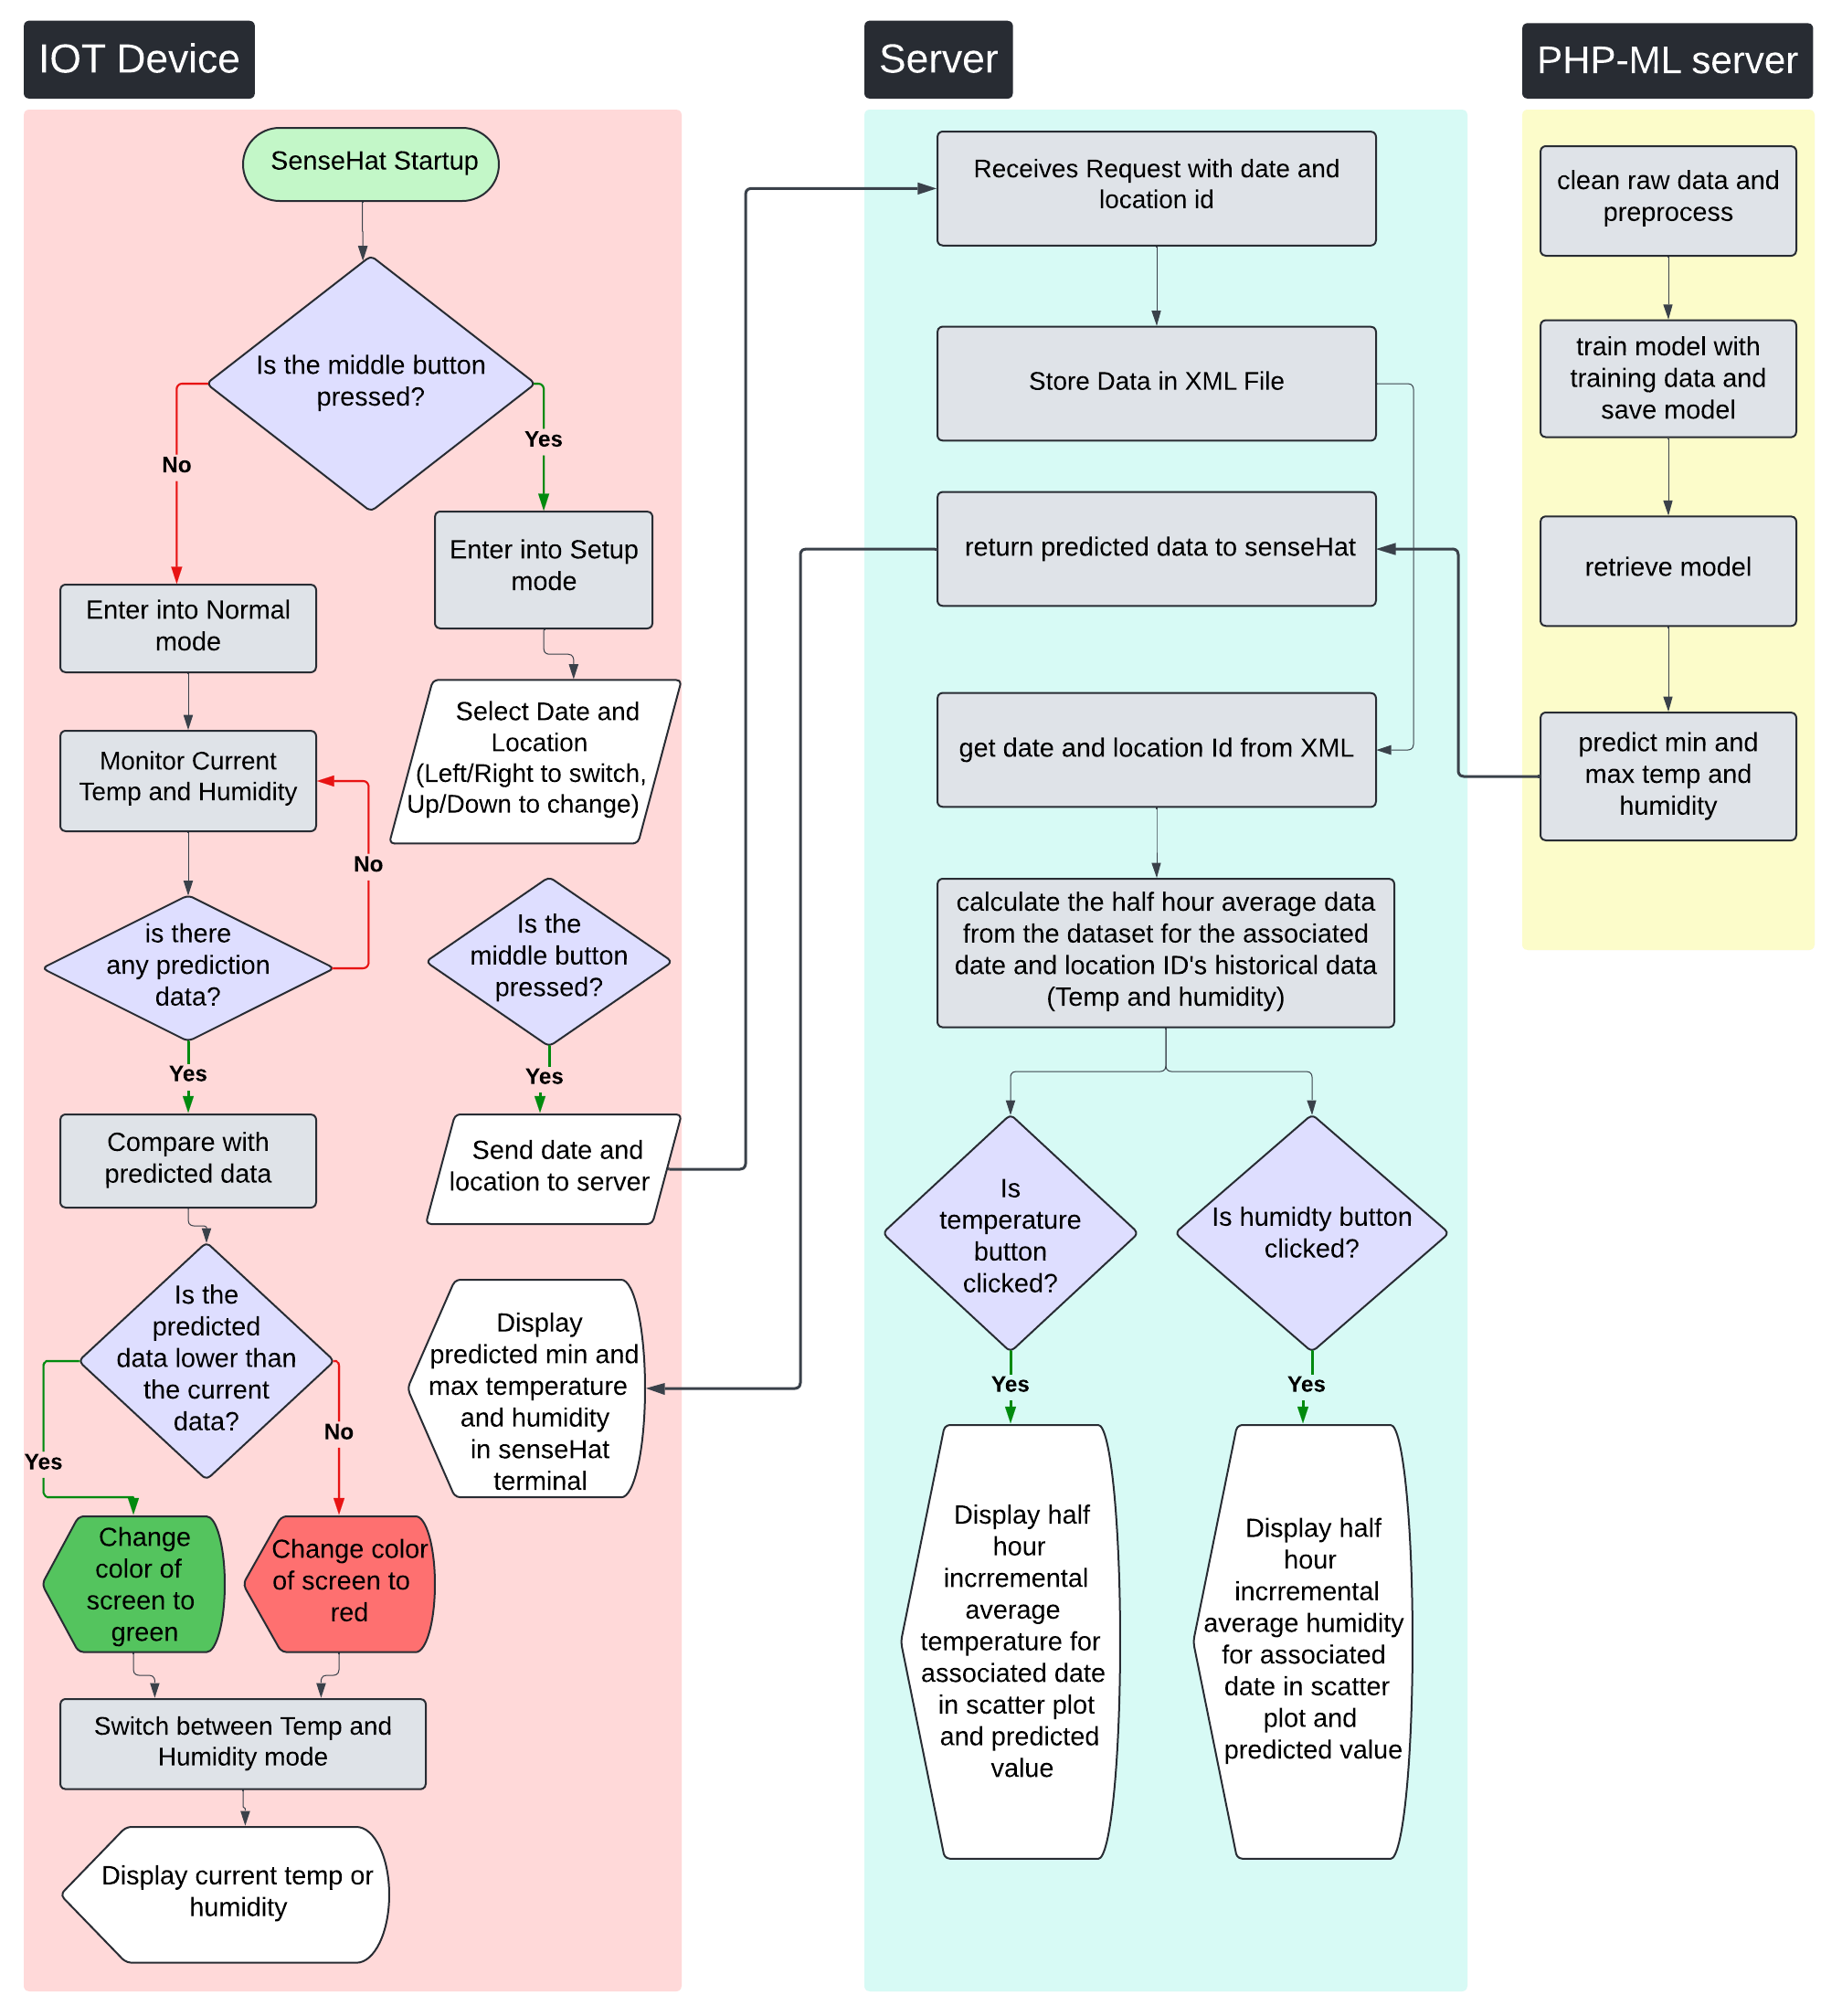 IOT Device
SenseHat Startup
Is the middle button
pressed?
No
Yes
Enter into Normal
mode
Enter into Setup
mode
Monitor Current
Temp and Humidity
Select Date and
Location
(Left/Right to switch,
Up/Down to change)
No
is there
any prediction
data?
Is the
middle button
pressed?
Yes
Yes
Compare with
predicted data
Send date and
location to server
Is the
predicted
data lower than
the current
data?
Yes
No
Display
predicted min and
max temperature
and humidity
in senseHat
terminal
Change
color of
screen to
green
Change color
of screen to
red
Switch between Temp and
Humidity mode
Display current temp or
humidity
Server
Receives Request with date and
location id
Store Data in XML File
return predicted data to senseHat
get date and location Id from XML
calculate the half hour average data
from the dataset for the associated
date and location ID's historical data
(Temp and humidity)
Is
temperature
button
clicked?
Is humidty button
clicked?
Yes
Yes
Display half
hour
incrremental
average
temperature for
associated date
in scatter plot
and predicted
value
Display half
hour
incrremental
average humidity
for associated
date in scatter
plot and
predicted value
PHP-ML server
clean raw data and
preprocess
train model with
training data and
save model
retrieve model
predict min and
max temp and
humidity